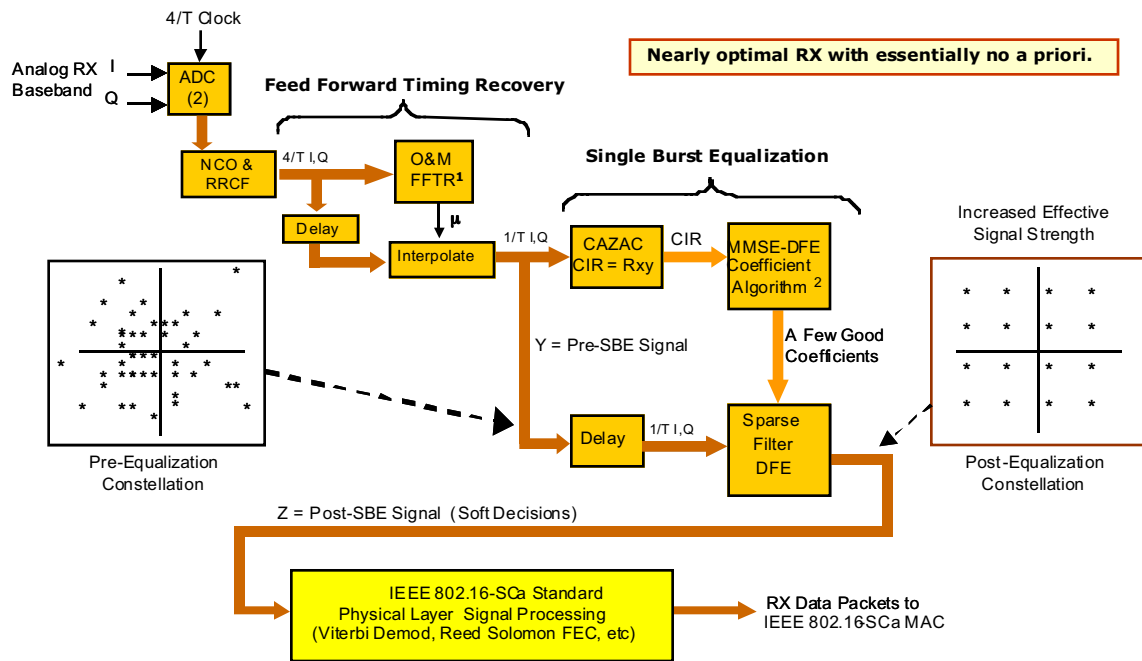 4/T Clock
Nearly optimal RX with essentially no a priori.
Analog RX
Baseband
I
Q
ADC
(2)
Feed Forward Timing Recovery
NCO &
RRCF
4/T I,Q
O&M
FFTR1
Single Burst Equalization
Delay
μ
Interpolate
1/T I,Q
CAZAC
CIR = Rxy
CIR
MMSE-DFE
Coefficient
Algorithm 2
Increased Effective
Signal Strength
Y = Pre-SBE Signal
A Few Good
Coefficients
Delay
1/T I,Q
Sparse
Filter
DFE
Pre-Equalization
Constellation
Post-Equalization
Constellation
Z = Post-SBE Signal (Soft Decisions)
IEEE 802.16-SCa Standard
Physical Layer Signal Processing
(Viterbi Demod, Reed Solomon FEC, etc)
RX Data Packets to
IEEE 802.16-SCa MAC